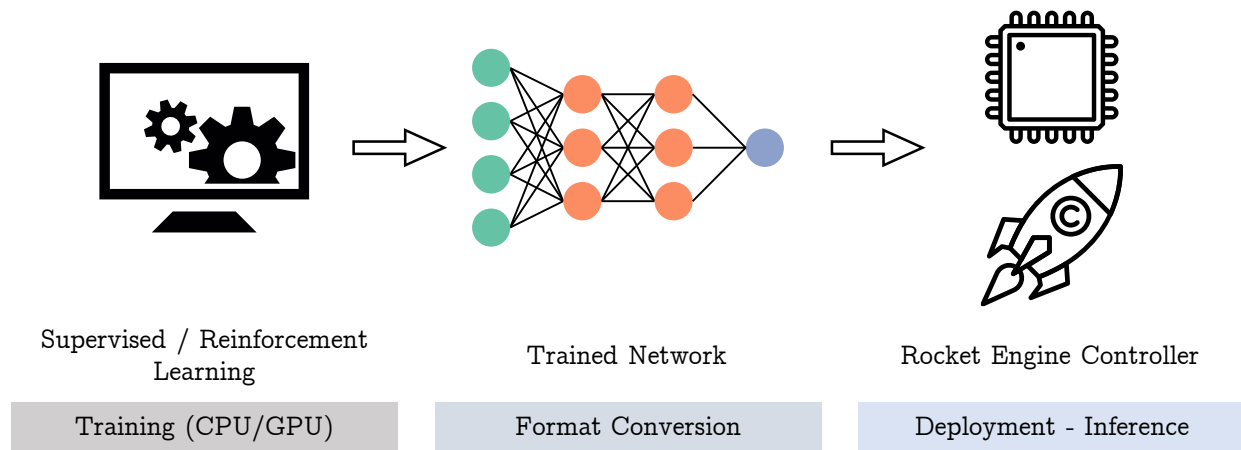 Supervised / Reinforcement
Learning
Trained Network
Rocket Engine Controller
Training (CPU/GPU)
Format Conversion
Deployment - Inference